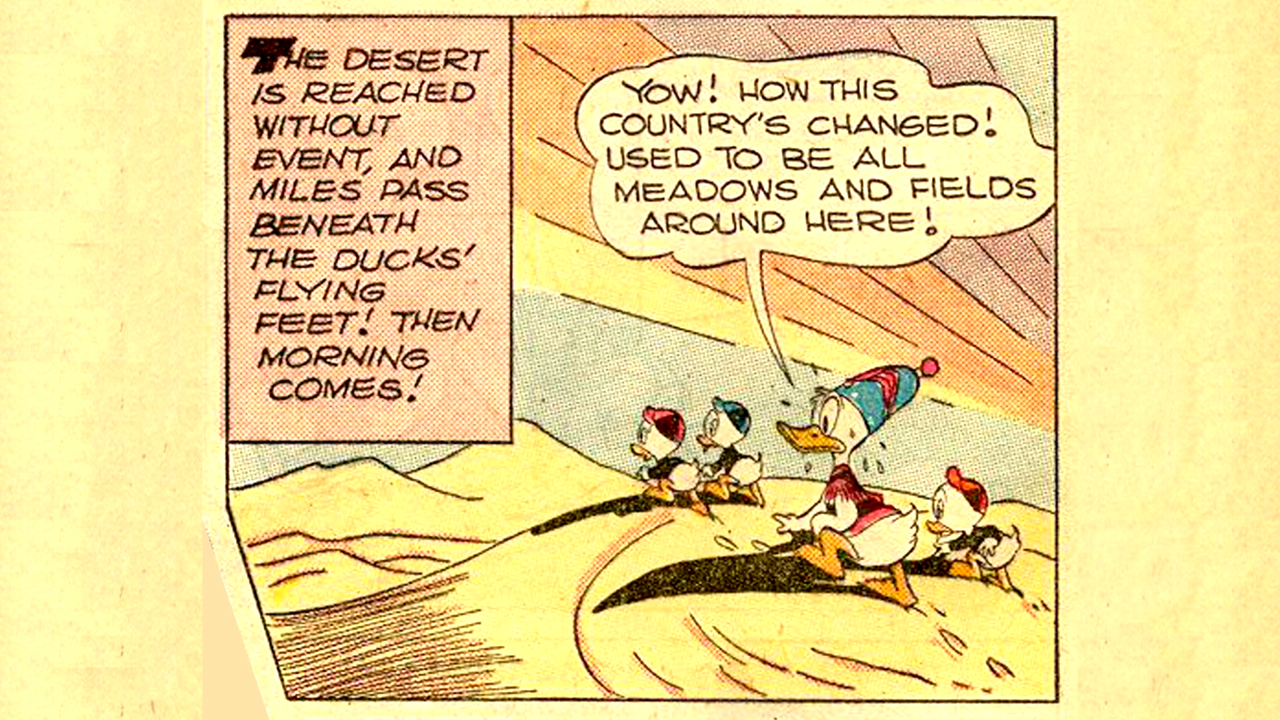 THE DESERT
IS REACHED
WITHOUT
EVENT, AND
MILES PASS
BENEATH
THE DUCKS'
FLYING
FEET! THEN
MORNING
COMES!
YOW! HOW THIS
COUNTRY'S CHANGED!
USED TO BE ALL
MEADOWS AND FIELDS
AROUND HERE!